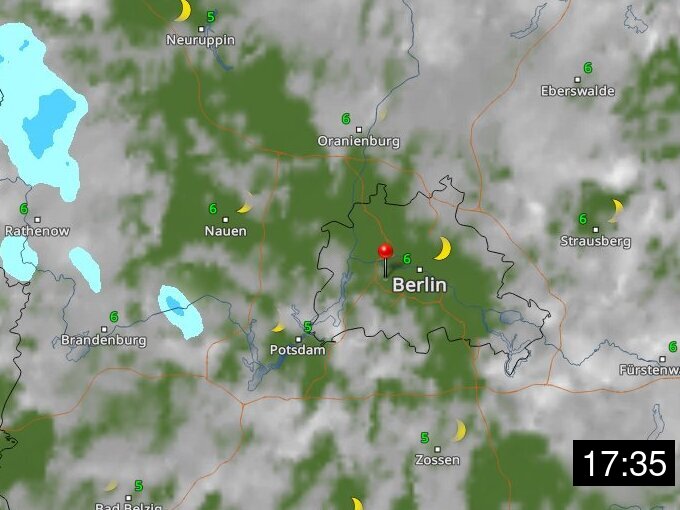 5
Neuruppin
6
Eberswalde
6
Oranienburg
6
Rathenow
6
Nauen
6
Strausberg
6
Berlin
6
Brandenburg
5
Potsdam
6
Fürstenwa
5
Zossen
17:35
5
Bad Belzig